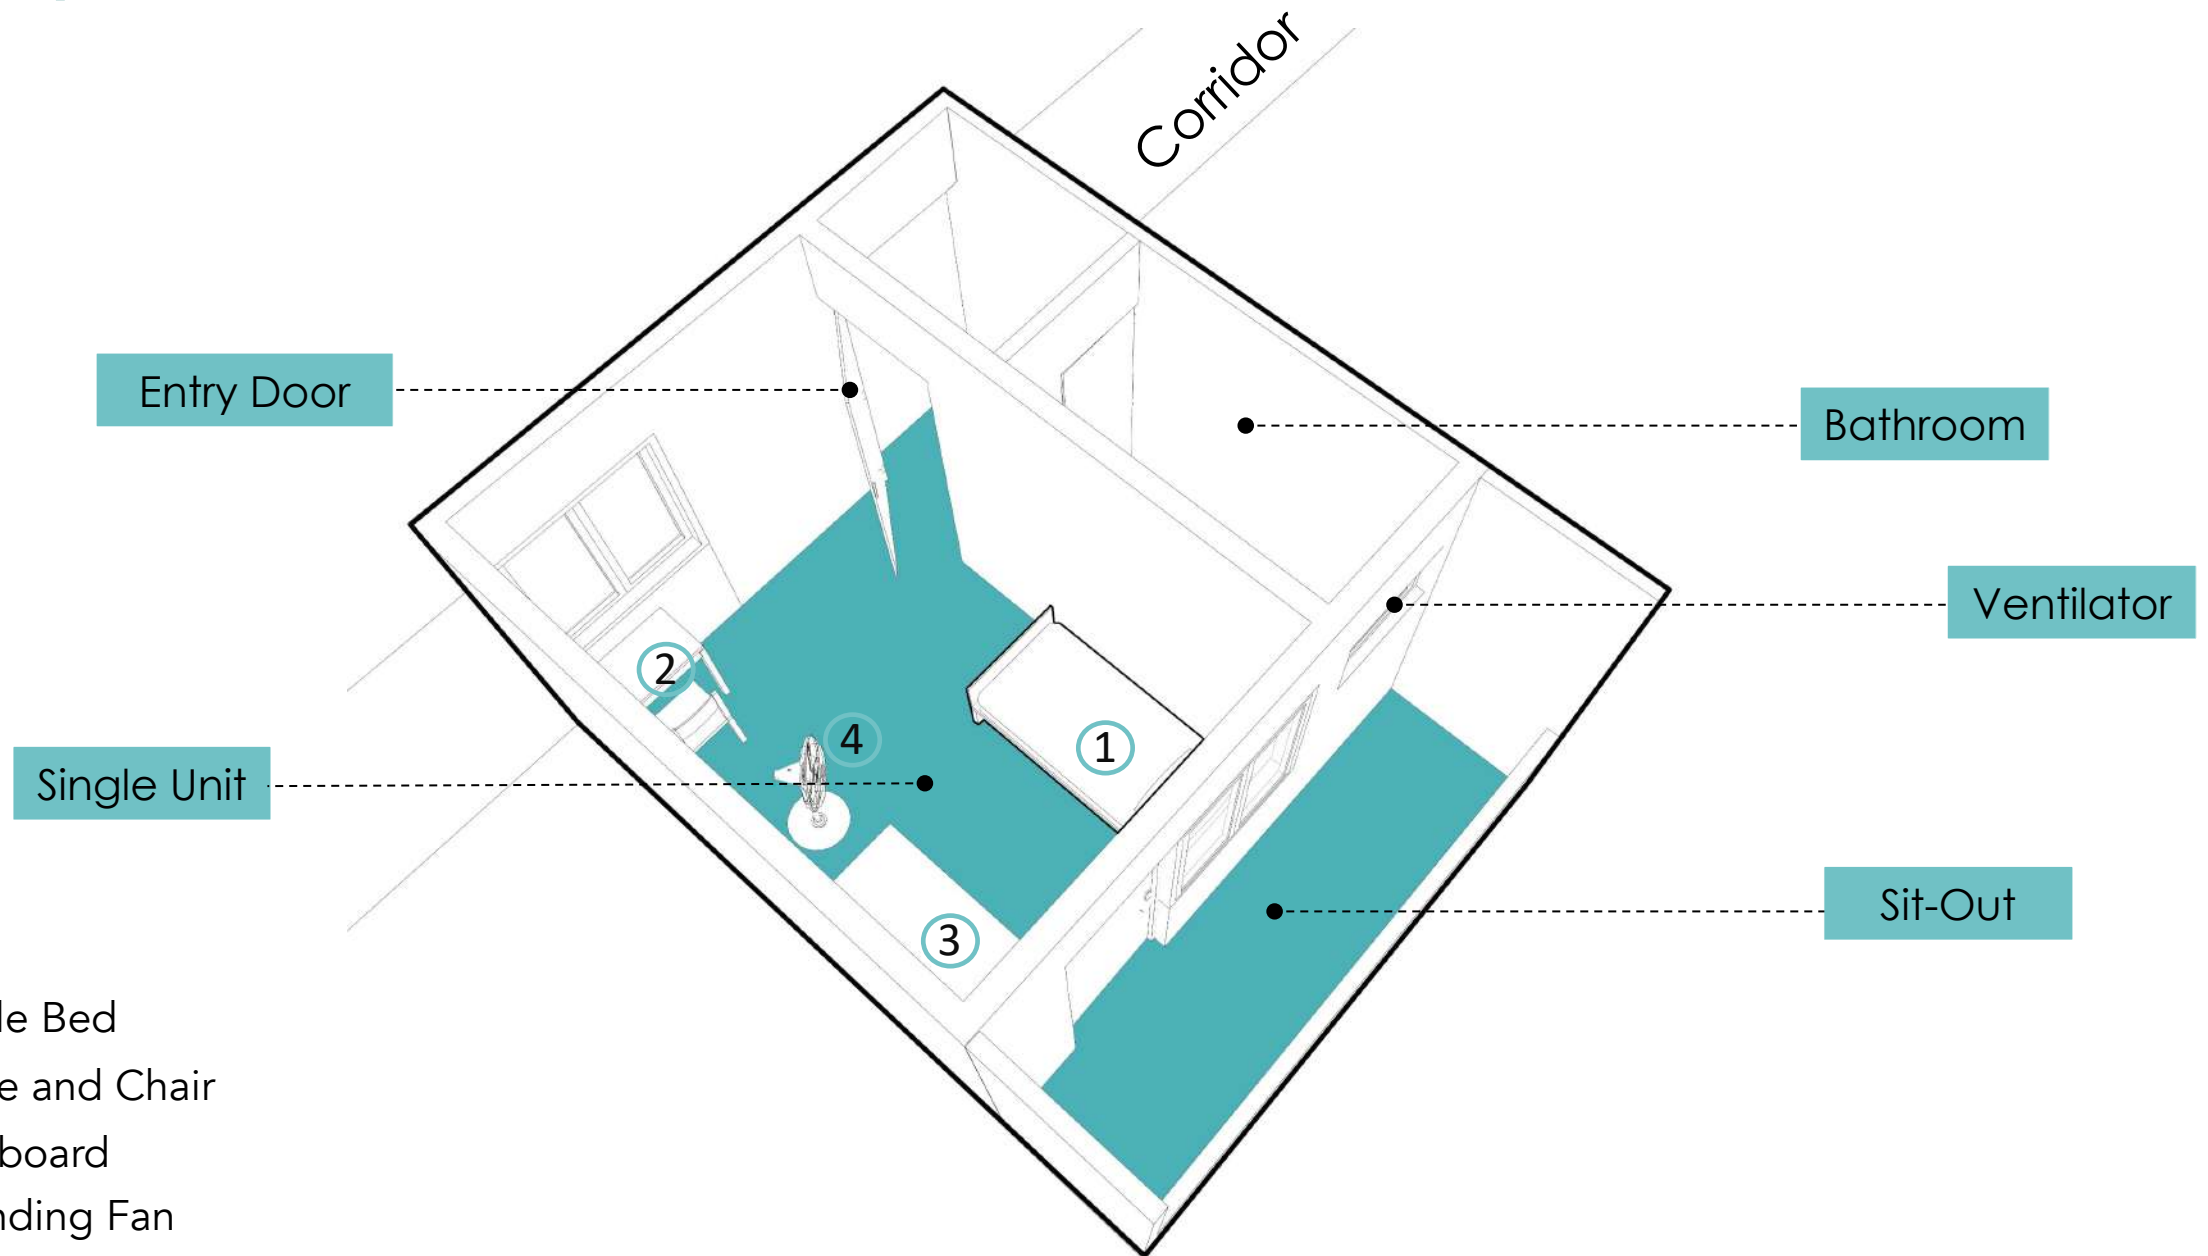 Corridor
Entry Door
Bathroom
Ventilator
2
4
1
Single Unit
Sit-Out
3
le Bed
e and Chair
board
nding Fan